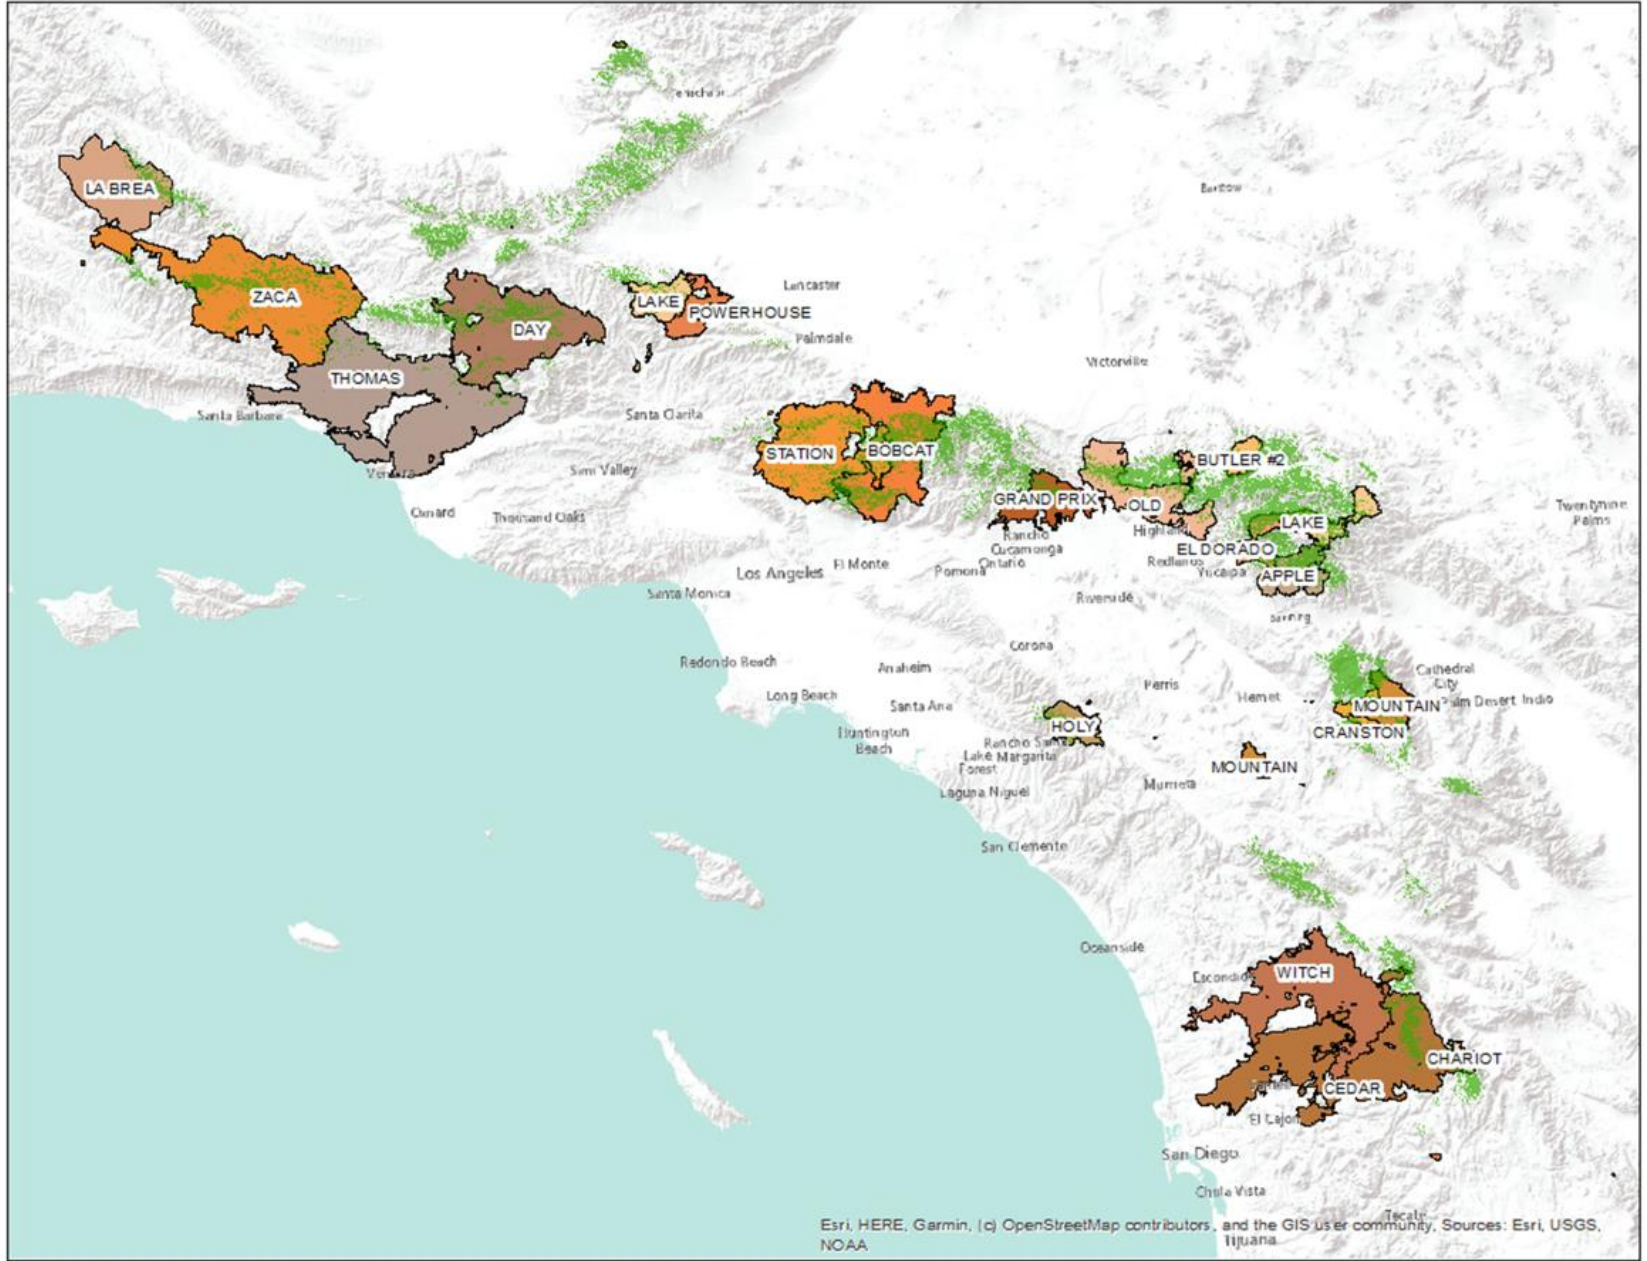 LA BREA
Barstow
ZACA
LAKE
Lancaster
POWERHOUSE
DAY
Palmdale
Victorville
THOMAS
Santa Barbara
Santa Clarita
STATION
BOBCAT
BUTLER #2
Simi Valley
GRAND PRIX
OLD
Oxnard
Thousand Oaks
Twentynine
Palms
LAKE
Rancho
Cucamonga
EL DORADO
Ontario
El Monte
Los Angeles
Pomona
Redlands
Yucaipa
APPLE
Santa Monica
Riverside
Banning
Corona
Redondo Beach
Anaheim
Cathedral
City
Perris
Hemet
Long Beach
Santa Ana
MOUNTAIN
Palm Desert
Indio
HOLY
CRANSTON
Huntington
Beach
Lake
Margarita
Forest
MOUNTAIN
Murrieta
Laguna Niguel
San Clemente
Oceanside
WITCH
CHARIOT
CEDAR
El Cajon
San Diego
Chula Vista
Esri, HERE, Garmin, (c) OpenStreetMap contributors, and the GIS user community, Sources: Esri, USGS,
NOAA
Tijuana